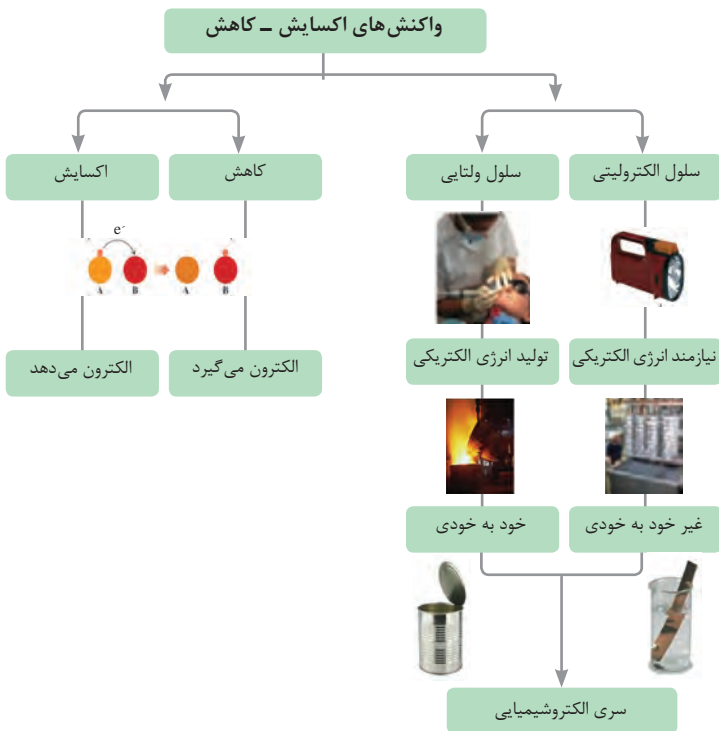 واکنش‌های اکسایش ــ کاهش
سلول الکترولیتی
سلول ولتایی
کاهش
اکسایش
e⁻
A B A B
نیازمند انرژی الکتریکی
تولید انرژی الکتریکی
الکترون می‌گیرد
الکترون می‌دهد
غیر خود به خودی
خود به خودی
سری الکتروشیمیایی